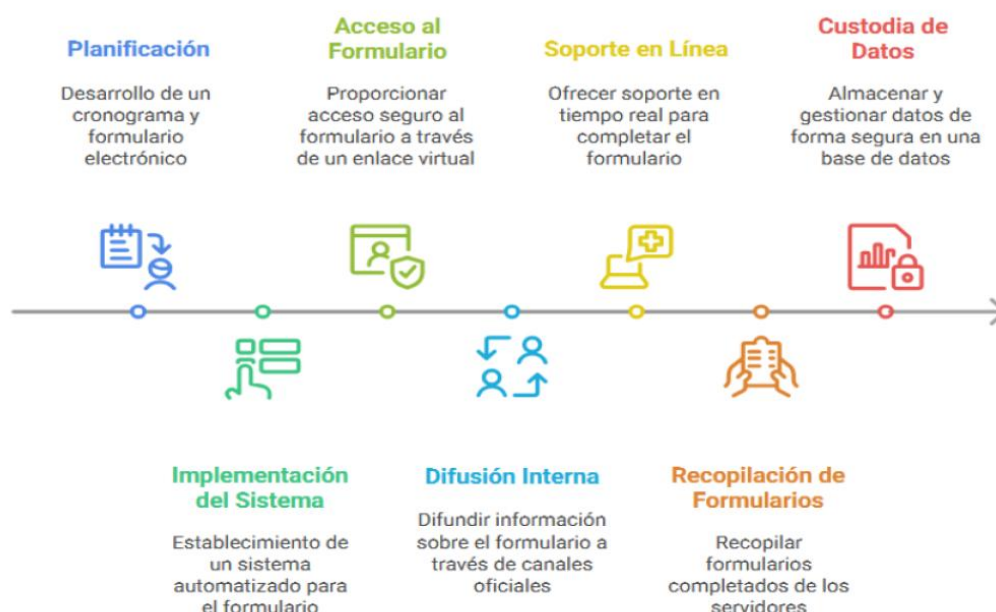 Planificación
Desarrollo de un
cronograma y
formulario
electrónico
Implementación
del Sistema
Establecimiento de
un sistema
automatizado para
el formulario
Acceso al
Formulario
Proporcionar
acceso seguro al
formulario a través
de un enlace virtual
Difusión Interna
Difundir información
sobre el formulario a
través de canales
oficiales
Soporte en Línea
Ofrecer soporte en
tiempo real para
completar el
formulario
Recopilación de
Formularios
Recopilar
formularios
completados de los
servidores
Custodia de
Datos
Almacenar y
gestionar datos de
forma segura en una
base de datos